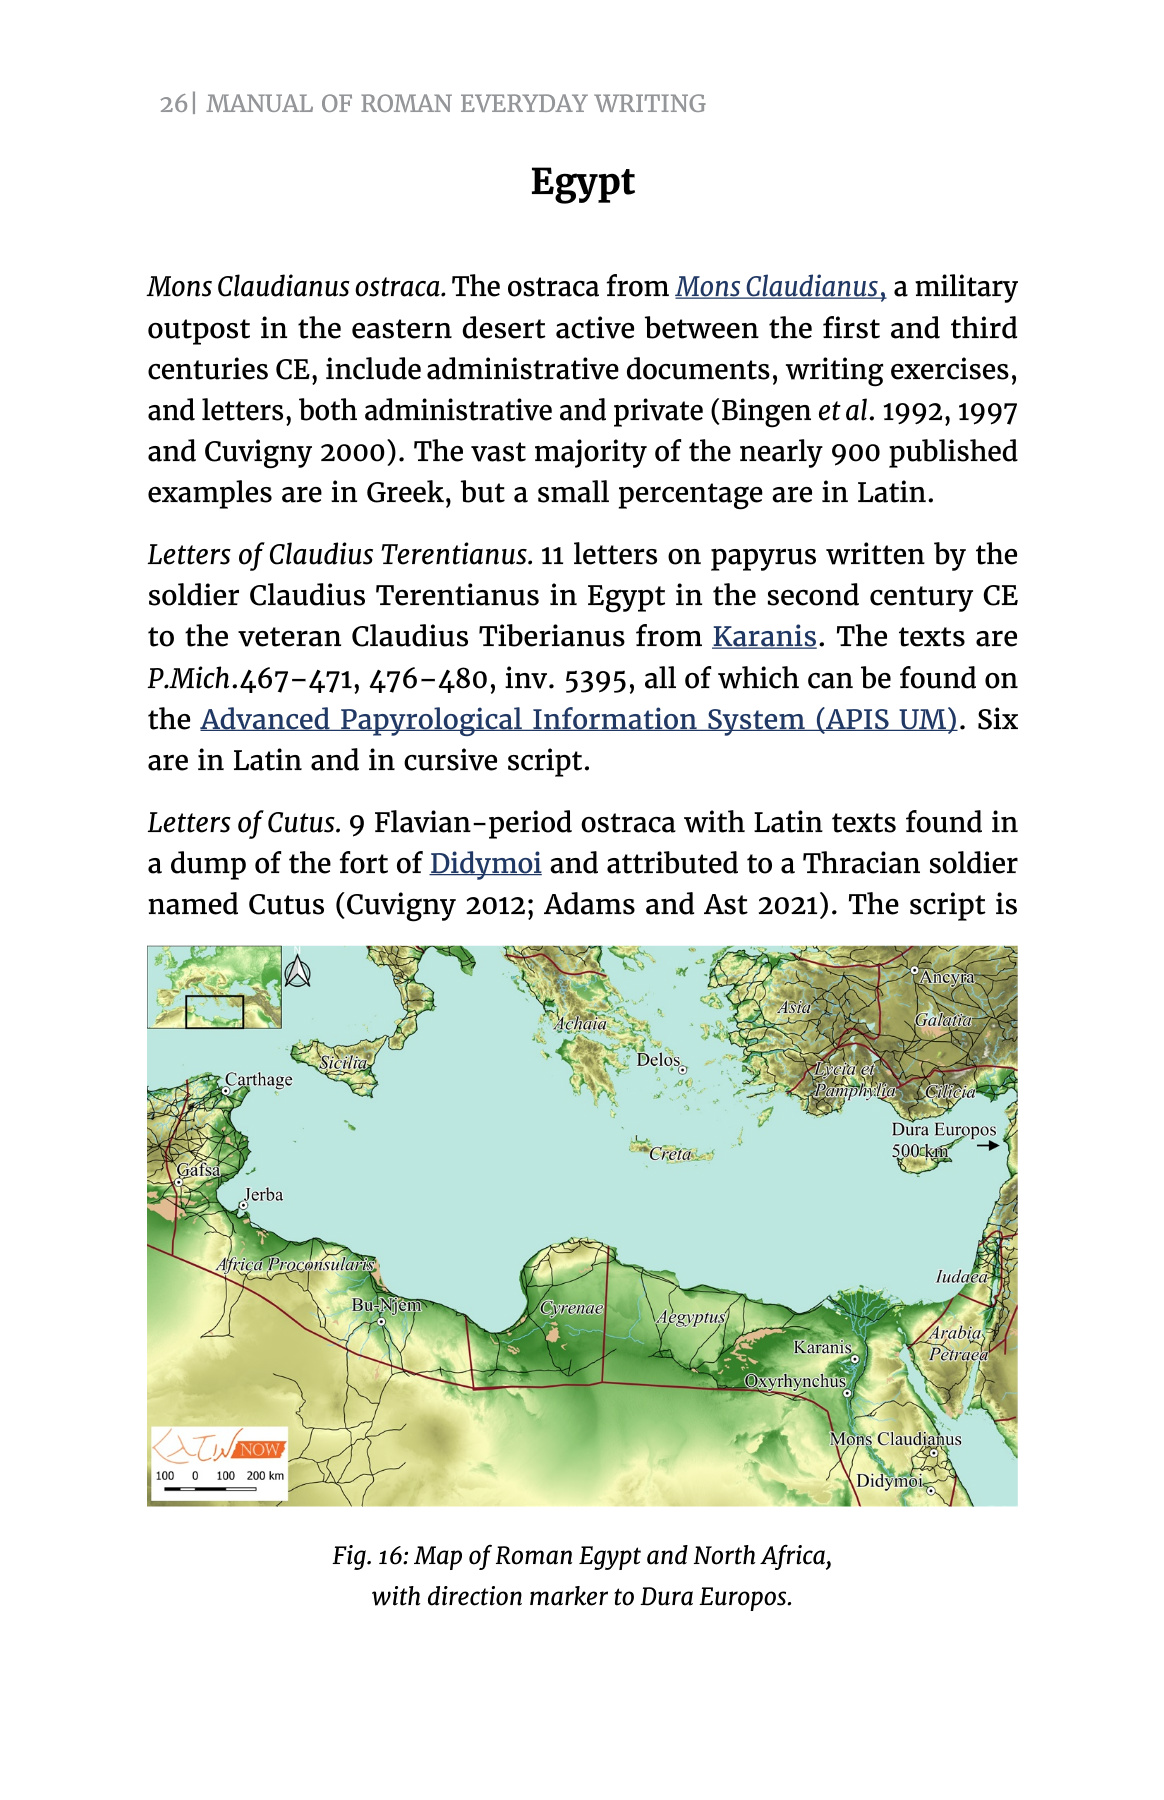 26| MANUAL OF ROMAN EVERYDAY WRITING
Egypt
Mons Claudianus ostraca. The ostraca from Mons Claudianus, a military
outpost in the eastern desert active between the first and third
centuries CE, include administrative documents, writing exercises,
and letters, both administrative and private (Bingen et al. 1992, 1997
and Cuvigny 2000). The vast majority of the nearly 900 published
examples are in Greek, but a small percentage are in Latin.
Letters of Claudius Terentianus. 11 letters on papyrus written by the
soldier Claudius Terentianus in Egypt in the second century CE
to the veteran Claudius Tiberianus from Karanis. The texts are
P.Mich.467–471, 476–480, inv. 5395, all of which can be found on
the Advanced Papyrological Information System (APIS UM). Six
are in Latin and in cursive script.
Letters of Cutus. 9 Flavian-period ostraca with Latin texts found in
a dump of the fort of Didymoi and attributed to a Thracian soldier
named Cutus (Cuvigny 2012; Adams and Ast 2021). The script is
N
Ancyra
Asia
Galatia
Achaia
Sicilia
Delos
Lycia et
Pamphylia
Carthage
Cilicia
Dura Europos
500 km
Creta
Gafsa
Jerba
Africa Proconsularis
Iudaea
Bu-Njem
Cyrenae
Aegyptus
Arabia
Petraea
Karanis
Oxyrhynchus
Mons Claudianus
LATIN NOW
100 0 100 200 km
Didymoi
Fig. 16: Map of Roman Egypt and North Africa,
with direction marker to Dura Europos.